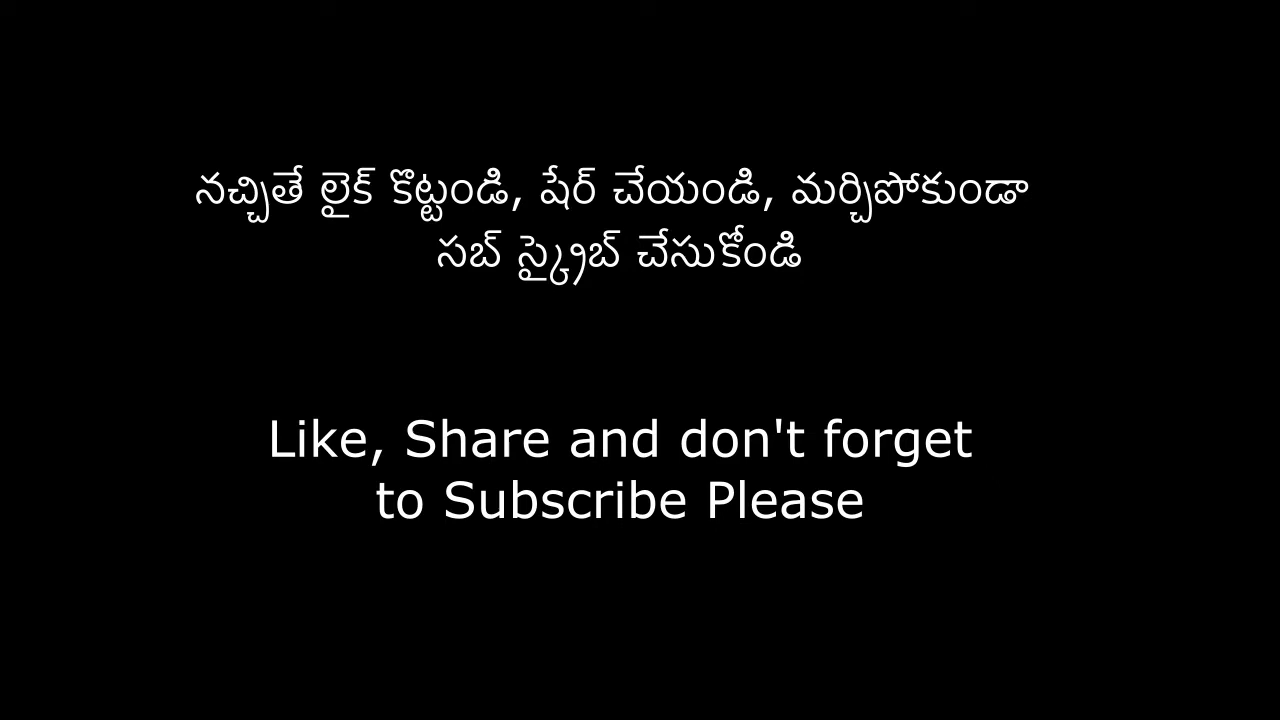 నచ్చితే లైక్ కొట్టండి, షేర్ చేయండి, మర్చిపోకుండా
సబ్ స్క్రైబ్ చేసుకోండి
Like, Share and don't forget
to Subscribe Please